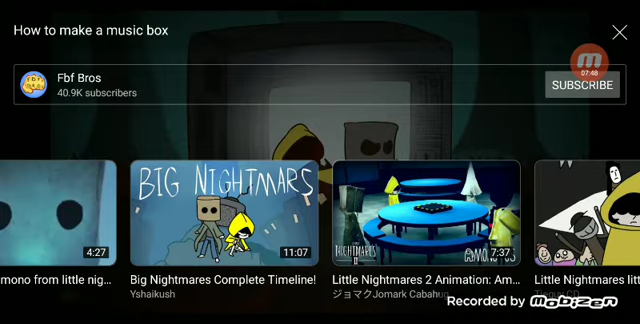 How to make a music box
07:48
Fbf Bros
40.9K subscribers
SUBSCRIBE
BIG NIGHTMARS
4:27
11:07
7:37
mono from little nig...
Big Nightmares Complete Timeline!
Little Nightmares 2 Animation: Am...
Little Nightmares lit
Yshaikush
ジョマクJomark Cabahug
Recorded by mobizen